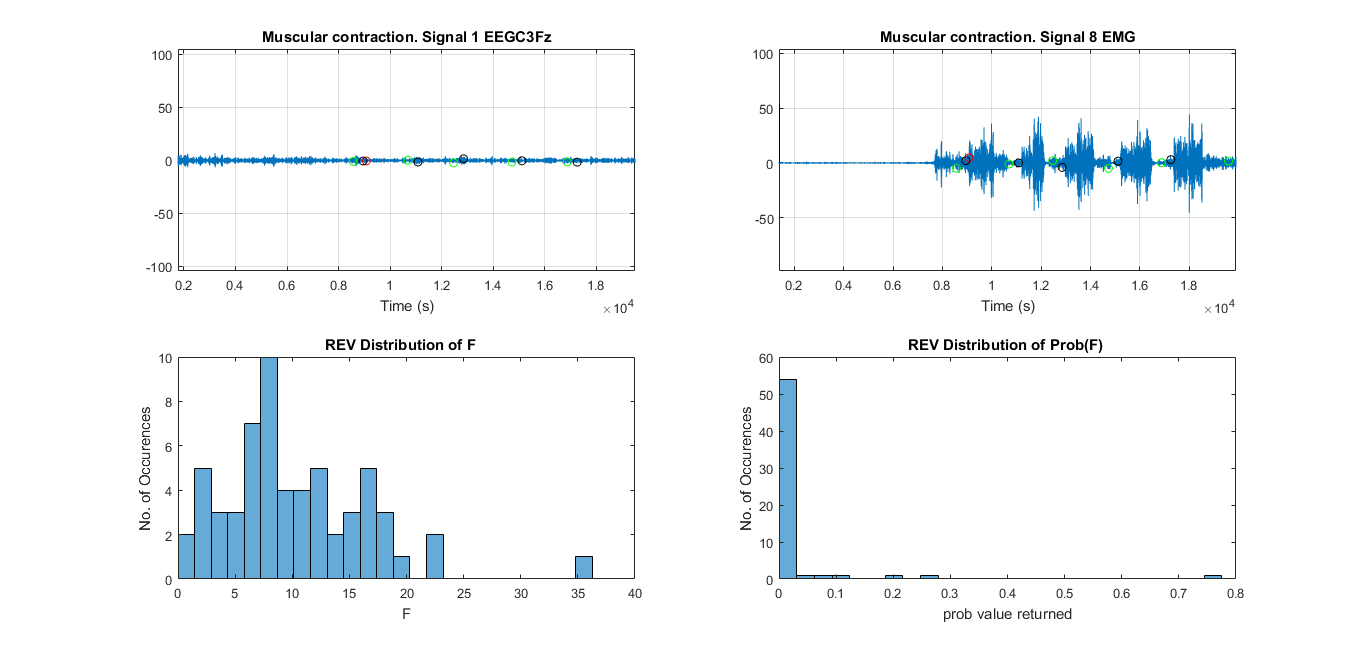 Muscular contraction. Signal 1 EEGC3Fz
100
50
0
-50
-100
0.2 0.4 0.6 0.8 1 1.2 1.4 1.6 1.8
Time (s)
×10^4
Muscular contraction. Signal 8 EMG
100
50
0
-50
0.2 0.4 0.6 0.8 1 1.2 1.4 1.6 1.8
Time (s)
×10^4
REV Distribution of F
No. of Occurences
10
8
6
4
2
0
0 5 10 15 20 25 30 35 40
F
REV Distribution of Prob(F)
No. of Occurences
60
50
40
30
20
10
0
0 0.1 0.2 0.3 0.4 0.5 0.6 0.7 0.8
prob value returned